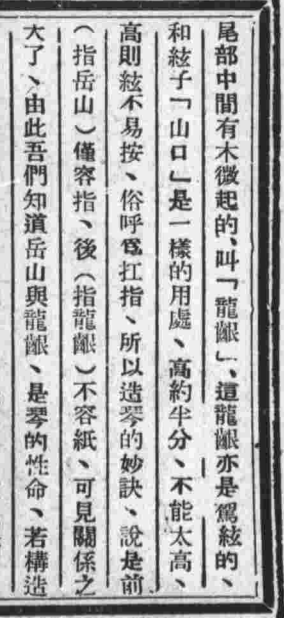 尾部中間有木微起的、叫「龍齦」、這龍齦亦是駕絃的、
和絃子「山口」是一樣的用處、高約半分、不能太高、
高則絃不易按、俗呼爲扛指、所以造琴的妙訣、說是前
（指岳山）僅容指、後（指龍齦）不容紙、可見關係之
大了、由此吾們知道岳山與龍齦、是琴的性命、若構造